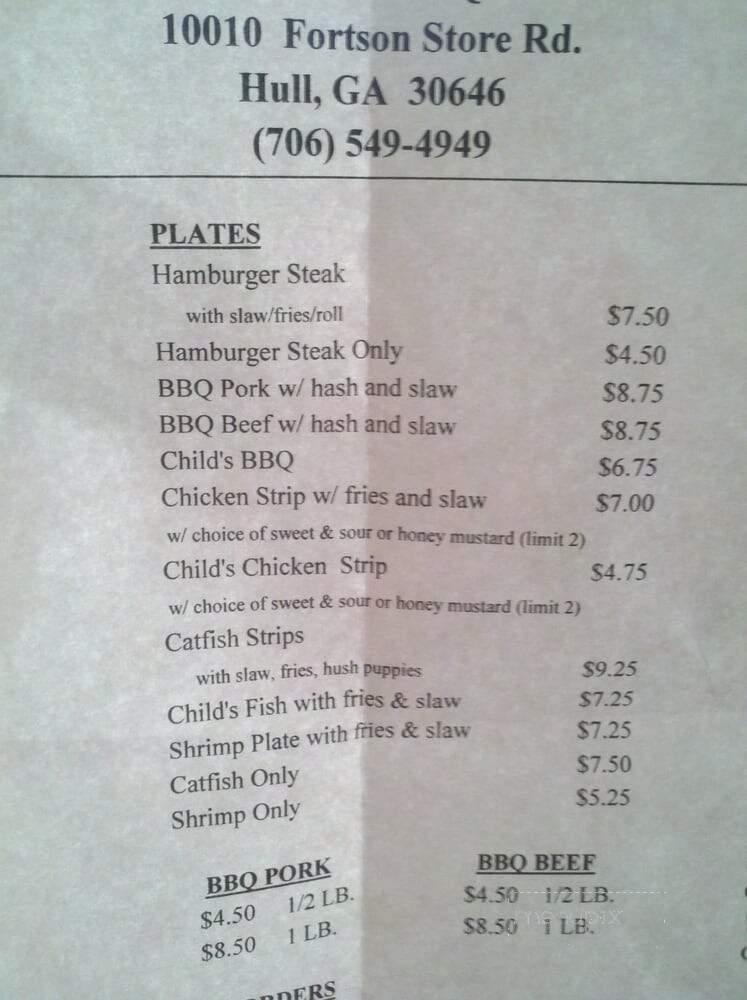 10010 Fortson Store Rd.
Hull, GA 30646
(706) 549-4949
PLATES
Hamburger Steak
with slaw/fries/roll $7.50
Hamburger Steak Only $4.50
BBQ Pork w/ hash and slaw $8.75
BBQ Beef w/ hash and slaw $8.75
Child's BBQ $6.75
Chicken Strip w/ fries and slaw $7.00
w/ choice of sweet & sour or honey mustard (limit 2)
Child's Chicken Strip $4.75
w/ choice of sweet & sour or honey mustard (limit 2)
Catfish Strips
with slaw, fries, hush puppies $9.25
Child's Fish with fries & slaw $7.25
Shrimp Plate with fries & slaw $7.25
Catfish Only $7.50
Shrimp Only $5.25
BBQ PORK
$4.50 1/2 LB.
$8.50 1 LB.
BBQ BEEF
$4.50 1/2 LB.
$8.50 1 LB.